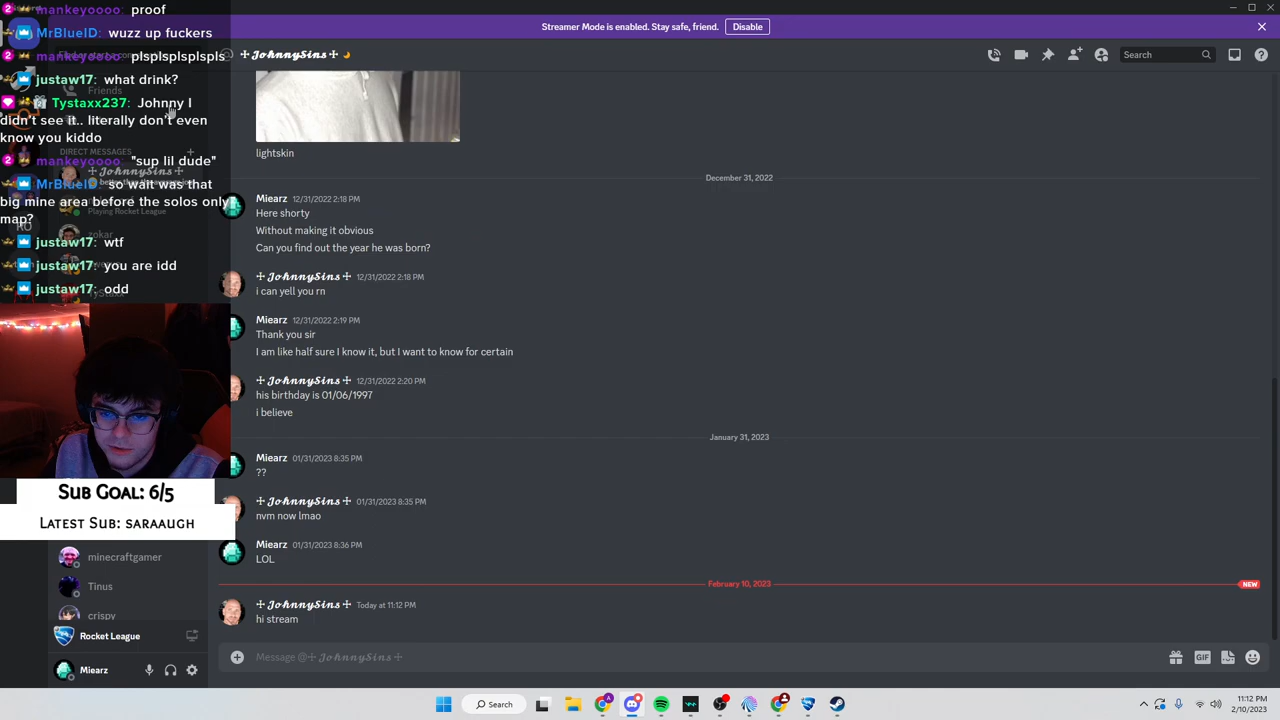 mankeyoooo: proof
MrBlueID: wuzz up fuckers
mankeyoooo: plsplsplsplspls
justaw17: what drink?
Tystaxx237: Johnny I
didn't see it.. literally don't even
know you kiddo
mankeyoooo: "sup lil dude"
MrBlueID: so wait was that
big mine area before the solos only
map?
justaw17: wtf
justaw17: you are idd
justaw17: odd
Friends
DIRECT MESSAGES
JohnnySins
Playing Rocket League
zokar
SUB GOAL: 6/5
LATEST SUB: SARAAUGH
minecraftgamer
Tinus
crispy
Rocket League
Miearz
Streamer Mode is enabled. Stay safe, friend. Disable
☩ 𝓙𝓸𝓱𝓷𝓷𝔂𝓢𝓲𝓷𝓼 ☩
Search
lightskin
December 31, 2022
Miearz 12/31/2022 2:18 PM
Here shorty
Without making it obvious
Can you find out the year he was born?
☩ 𝓙𝓸𝓱𝓷𝓷𝔂𝓢𝓲𝓷𝓼 ☩ 12/31/2022 2:18 PM
i can yell you rn
Miearz 12/31/2022 2:19 PM
Thank you sir
I am like half sure I know it, but I want to know for certain
☩ 𝓙𝓸𝓱𝓷𝓷𝔂𝓢𝓲𝓷𝓼 ☩ 12/31/2022 2:20 PM
his birthday is 01/06/1997
i believe
January 31, 2023
Miearz 01/31/2023 8:35 PM
??
☩ 𝓙𝓸𝓱𝓷𝓷𝔂𝓢𝓲𝓷𝓼 ☩ 01/31/2023 8:35 PM
nvm now lmao
Miearz 01/31/2023 8:36 PM
LOL
February 10, 2023 NEW
☩ 𝓙𝓸𝓱𝓷𝓷𝔂𝓢𝓲𝓷𝓼 ☩ Today at 11:12 PM
hi stream
Message @☩ 𝓙𝓸𝓱𝓷𝓷𝔂𝓢𝓲𝓷𝓼 ☩
GIF
Search
11:12 PM
2/10/2023